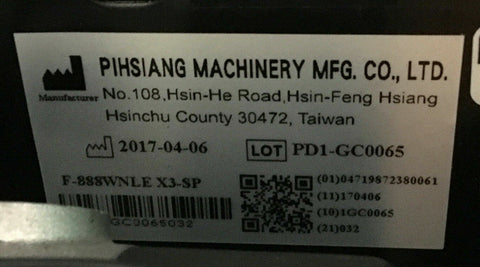 PIHSIANG MACHINERY MFG. CO., LTD.
Manufacturer
No.108,Hsin-He Road,Hsin-Feng Hsiang
Hsinchu County 30472, Taiwan
2017-04-06 LOT PD1-GC0065
F-888WNLE X3-SP
GC0065032
(01)04719872380061
(11)170406
(10)1GC0065
(21)032